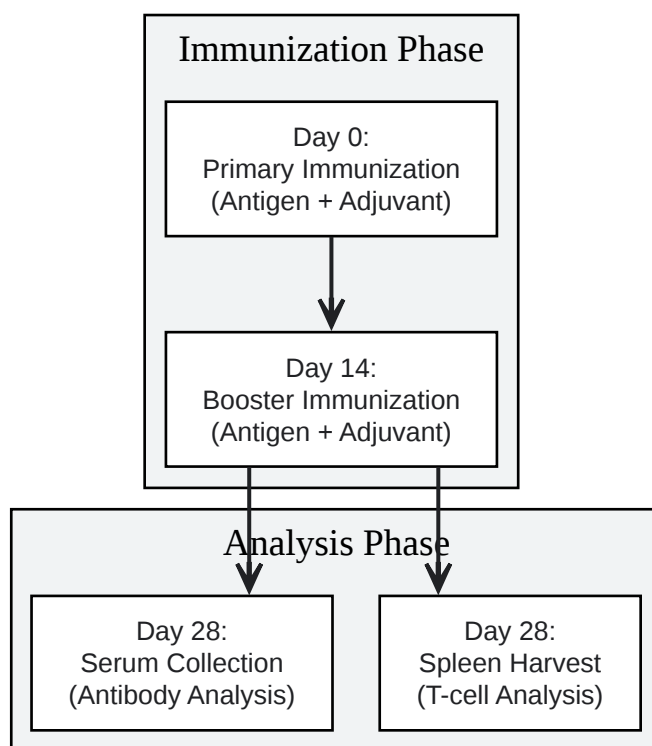 Immunization Phase
Day 0:
Primary Immunization
(Antigen + Adjuvant)
Day 14:
Booster Immunization
(Antigen + Adjuvant)
Analysis Phase
Day 28:
Serum Collection
(Antibody Analysis)
Day 28:
Spleen Harvest
(T-cell Analysis)